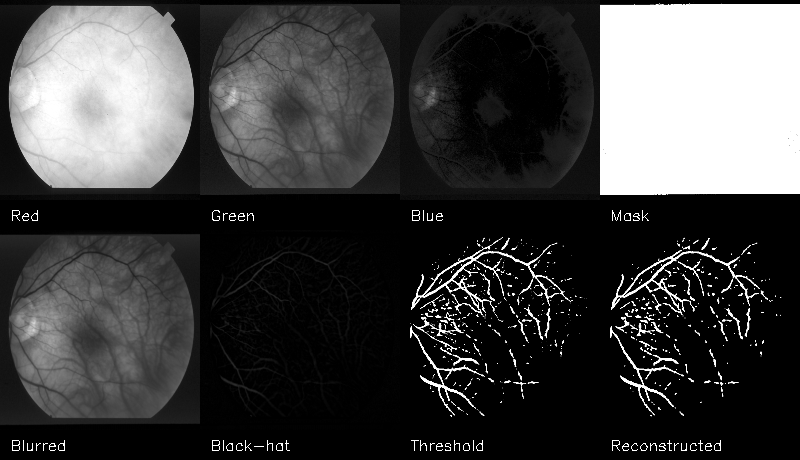 Red
Green
Blue
Mask
Blurred
Black-hat
Threshold
Reconstructed